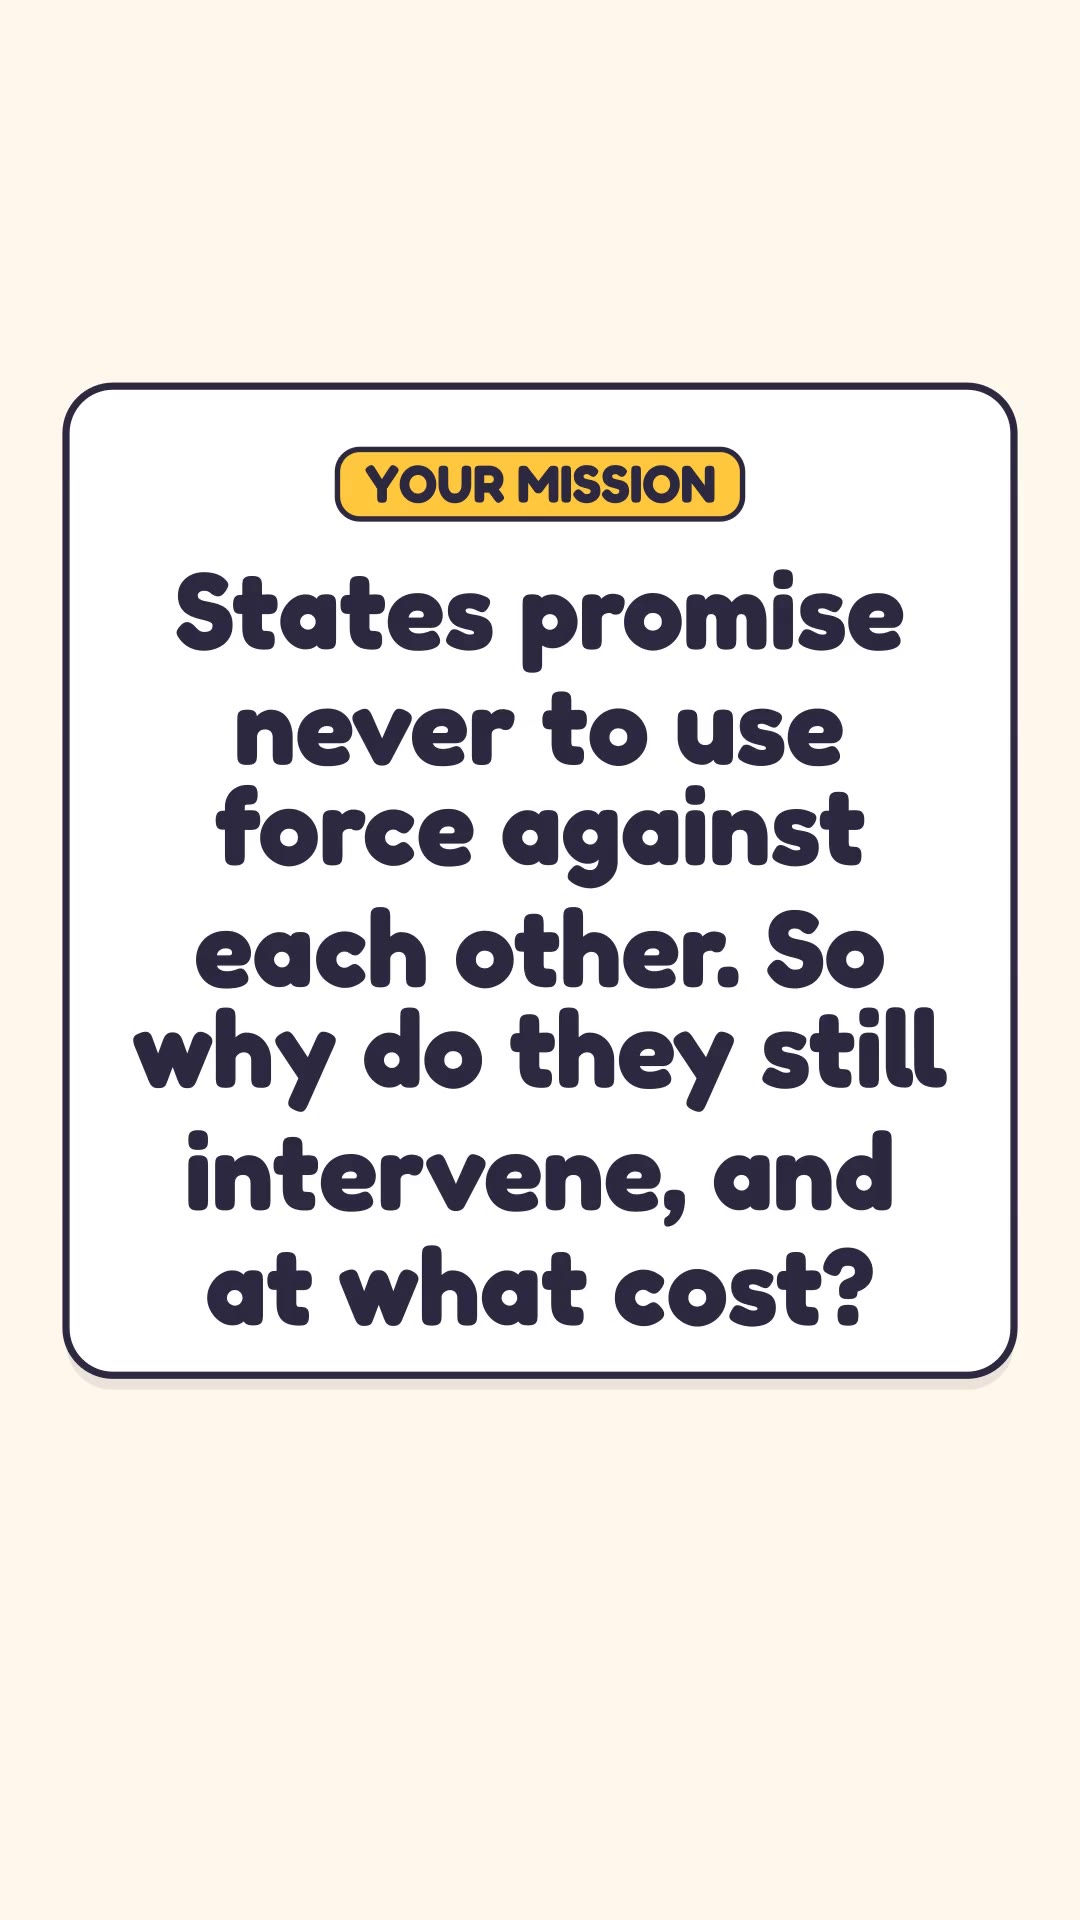 YOUR MISSION
States promise
never to use
force against
each other. So
why do they still
intervene, and
at what cost?